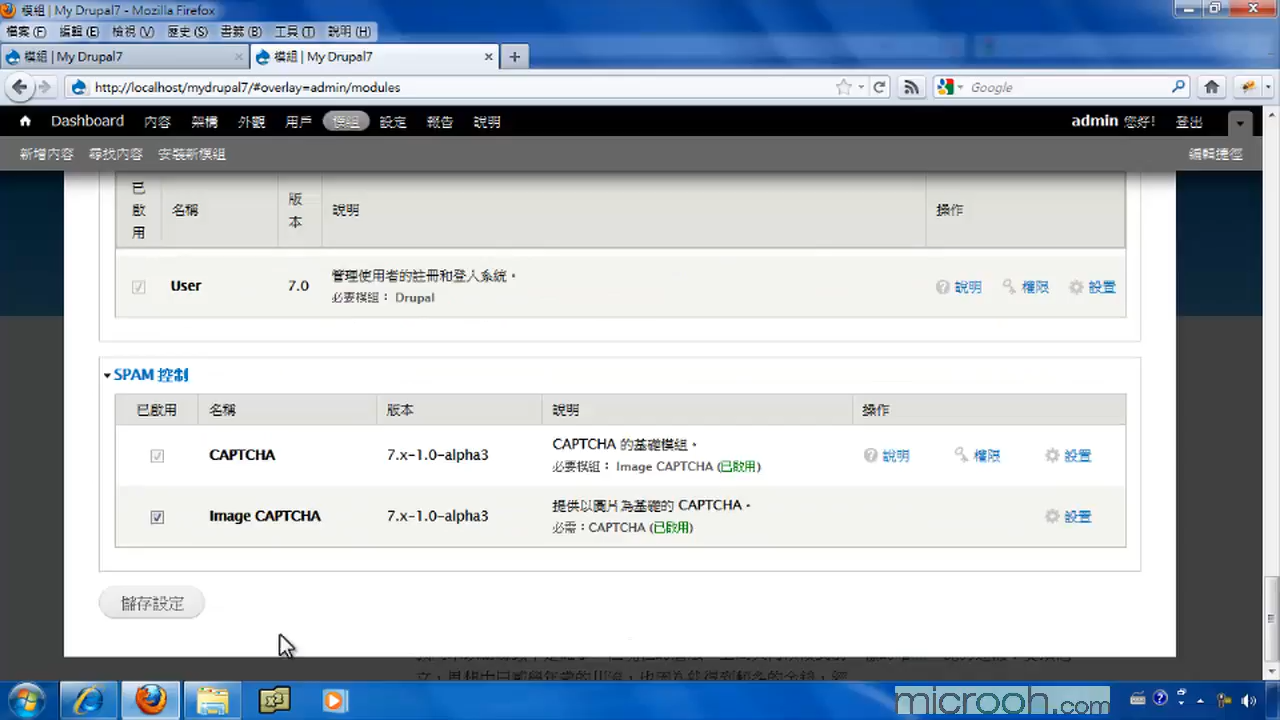 模組 | My Drupal7 - Mozilla Firefox
檔案(F) 編輯(E) 檢視(V) 歷史(S) 書籤(B) 工具(T) 說明(H)
模組 | My Drupal7 模組 | My Drupal7
http://localhost/mydrupal7/#overlay=admin/modules Google
Dashboard 內容 架構 外觀 用戶 模組 設定 報告 說明 admin 您好! 登出
新增內容 尋找內容 安裝新模組 編輯捷徑
已啟用 名稱 版本 說明 操作
User 7.0 管理使用者的註冊和登入系統。 說明 權限 設置
必要模組： Drupal
SPAM 控制
已啟用 名稱 版本 說明 操作
CAPTCHA 7.x-1.0-alpha3 CAPTCHA 的基礎模組。 說明 權限 設置
必要模組： Image CAPTCHA (已啟用)
Image CAPTCHA 7.x-1.0-alpha3 提供以圖片為基礎的 CAPTCHA。 設置
必需：CAPTCHA (已啟用)
儲存設定
microoh.com